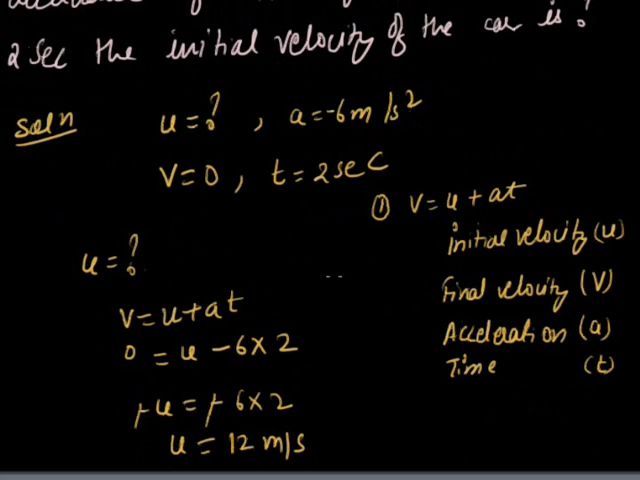 2 sec the initial velocity of the car is?
Soln
u = ? , a = -6m/s2
V = 0 , t = 2 sec
① V = u + at
initial velocity (u)
Final velocity (V)
Acceleration (a)
Time (t)
u = ?
V = u + at
0 = u - 6 x 2
-u = - 6 x 2
u = 12 m/s